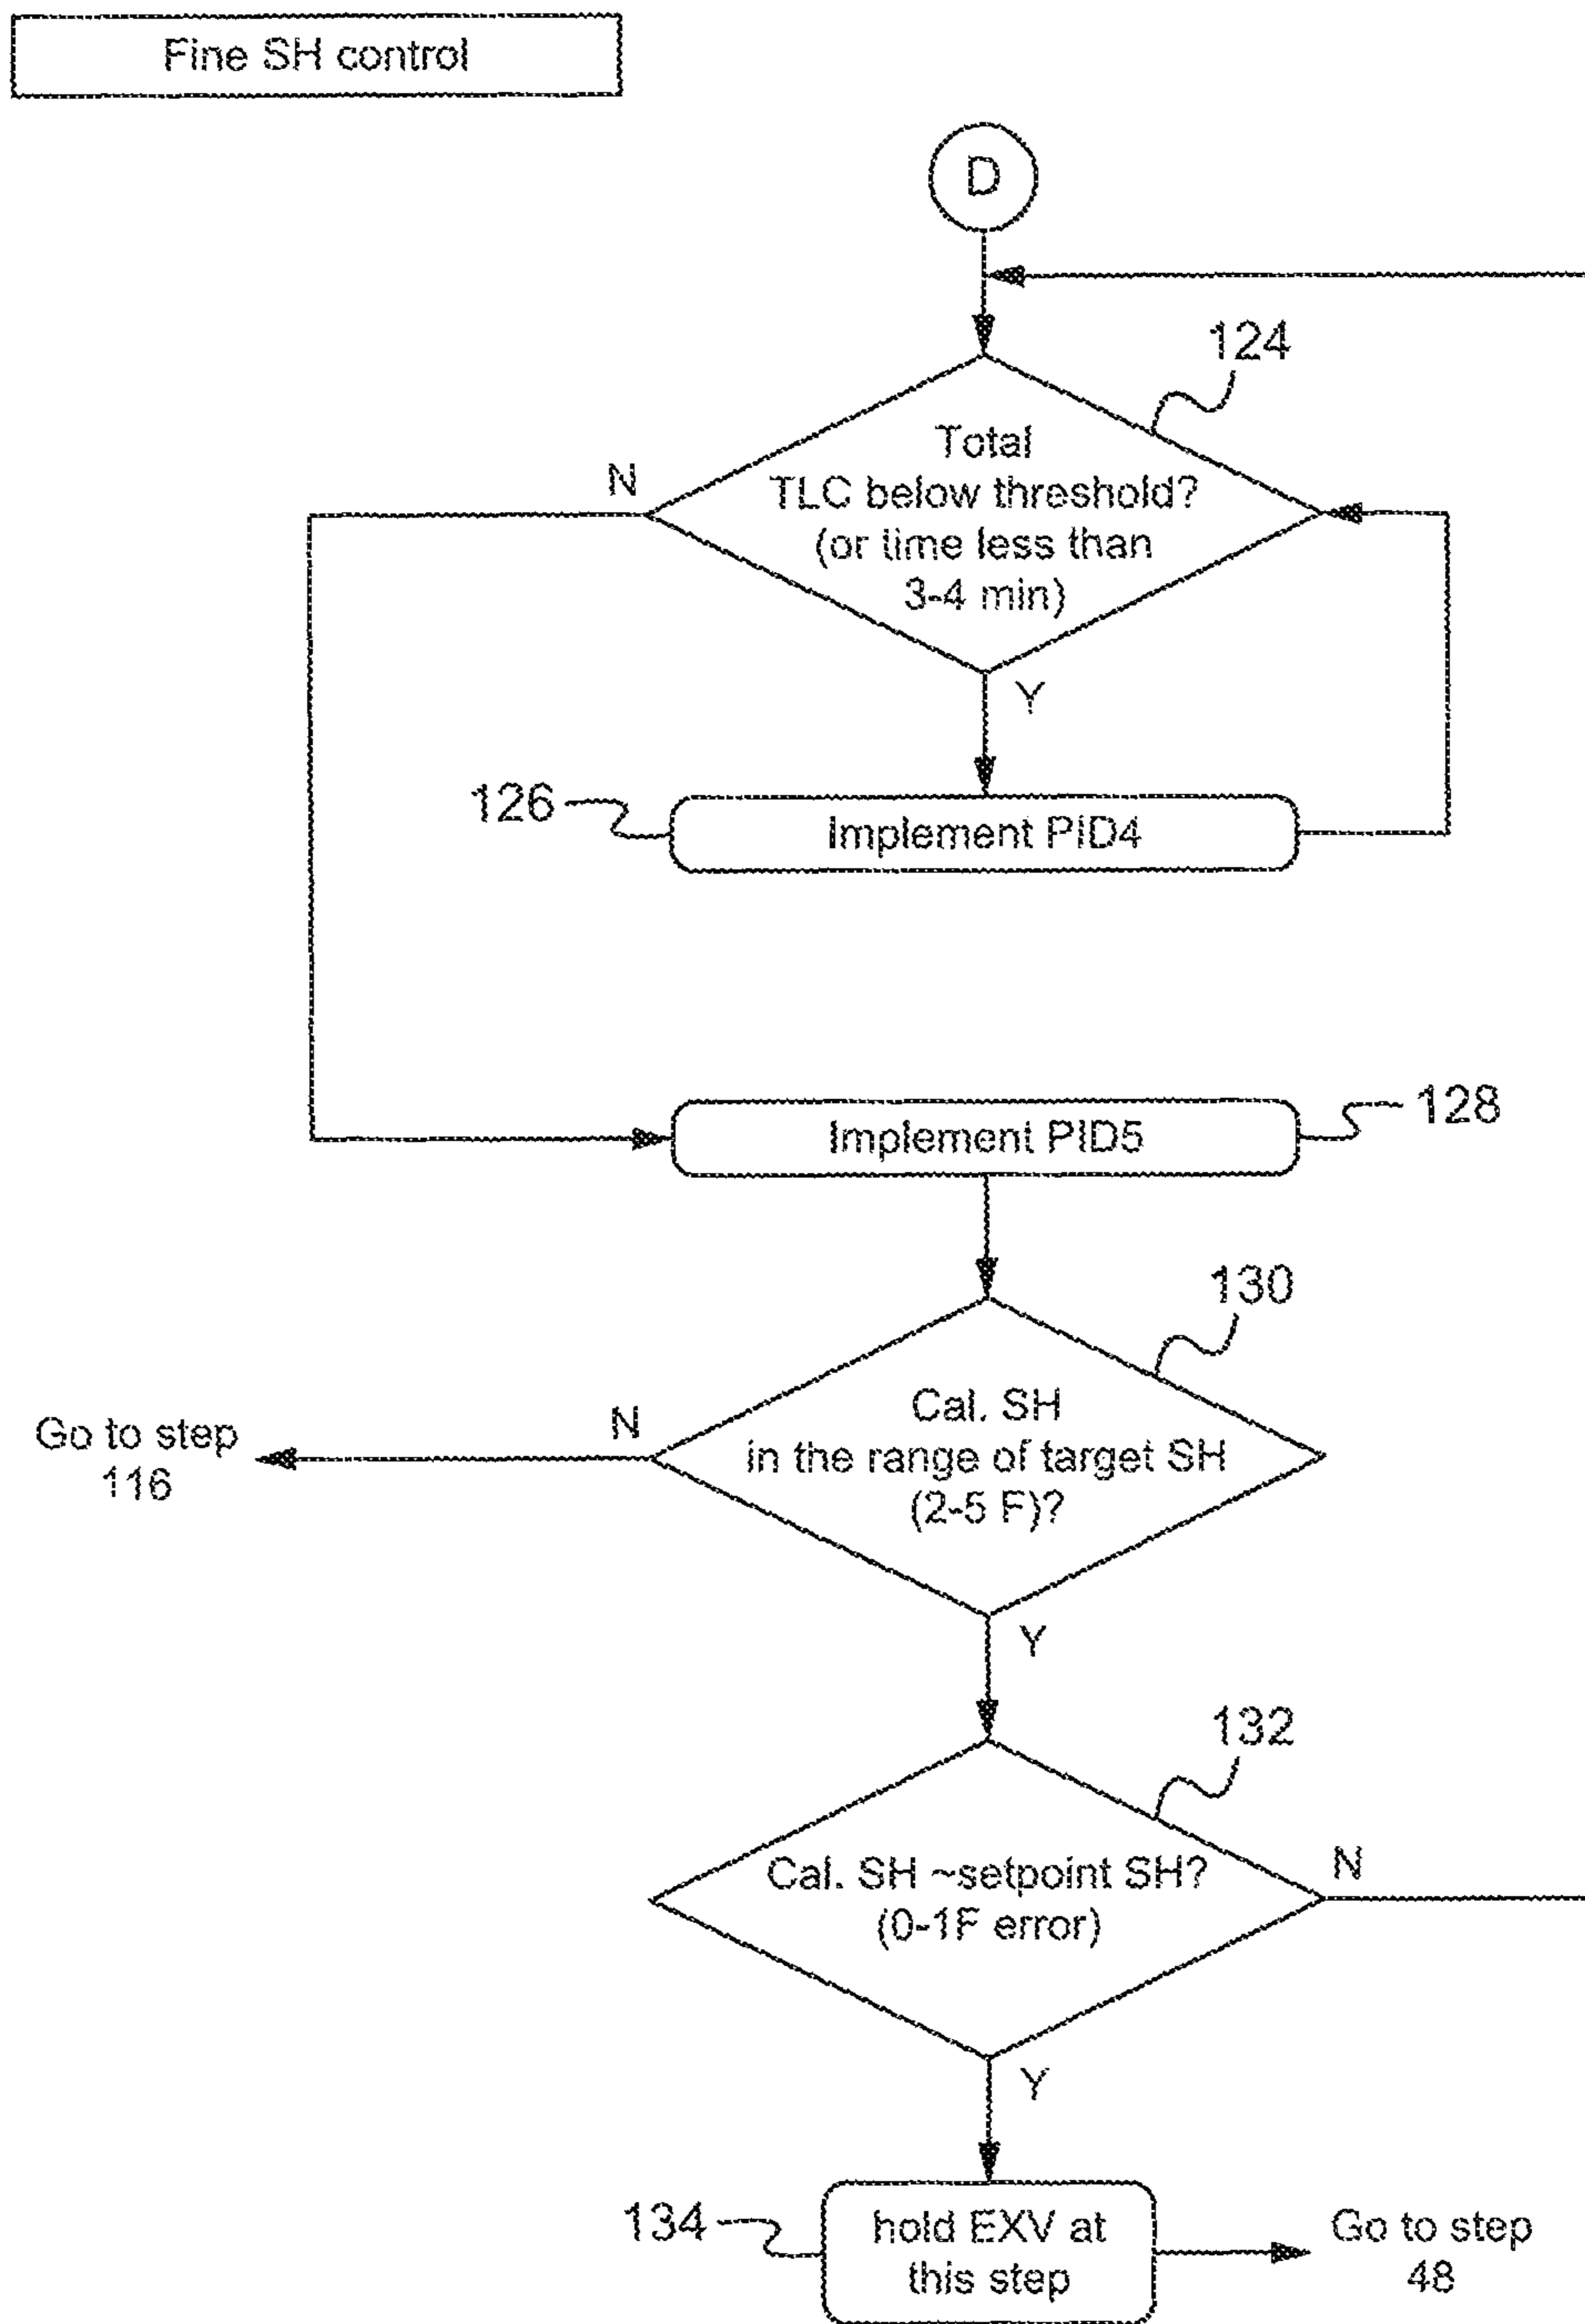 Fine SH control
D
124
Total
TLC below threshold?
(or time less than
3-4 min)
N
Y
126
Implement PID4
Implement PID5
128
130
Cal. SH
in the range of target SH
(2-5 F)?
N
Go to step
116
Y
132
Cal. SH ~setpoint SH?
(0-1F error)
N
Y
134
hold EXV at
this step
Go to step
48